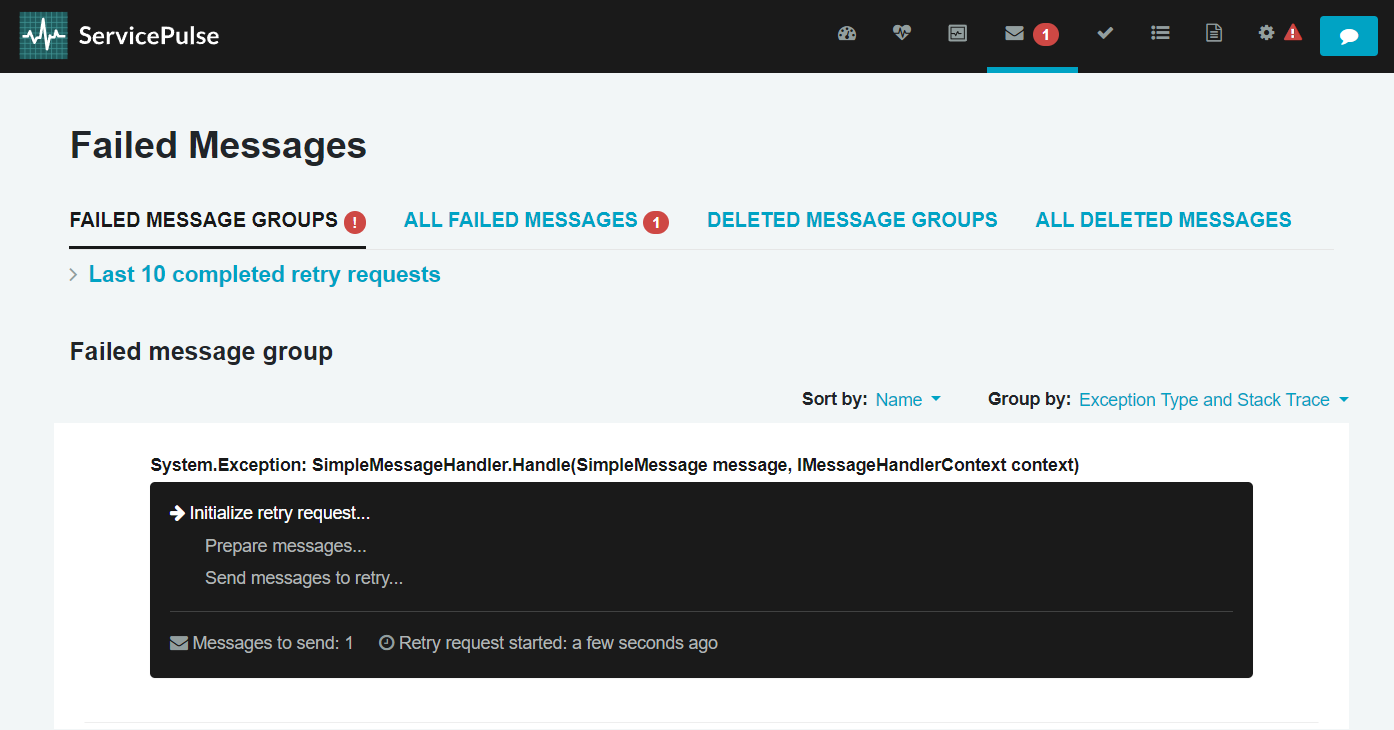 ServicePulse
1
Failed Messages
FAILED MESSAGE GROUPS !
ALL FAILED MESSAGES 1
DELETED MESSAGE GROUPS
ALL DELETED MESSAGES
Last 10 completed retry requests
Failed message group
Sort by: Name
Group by: Exception Type and Stack Trace
System.Exception: SimpleMessageHandler.Handle(SimpleMessage message, IMessageHandlerContext context)
Initialize retry request...
Prepare messages...
Send messages to retry...
Messages to send: 1
Retry request started: a few seconds ago